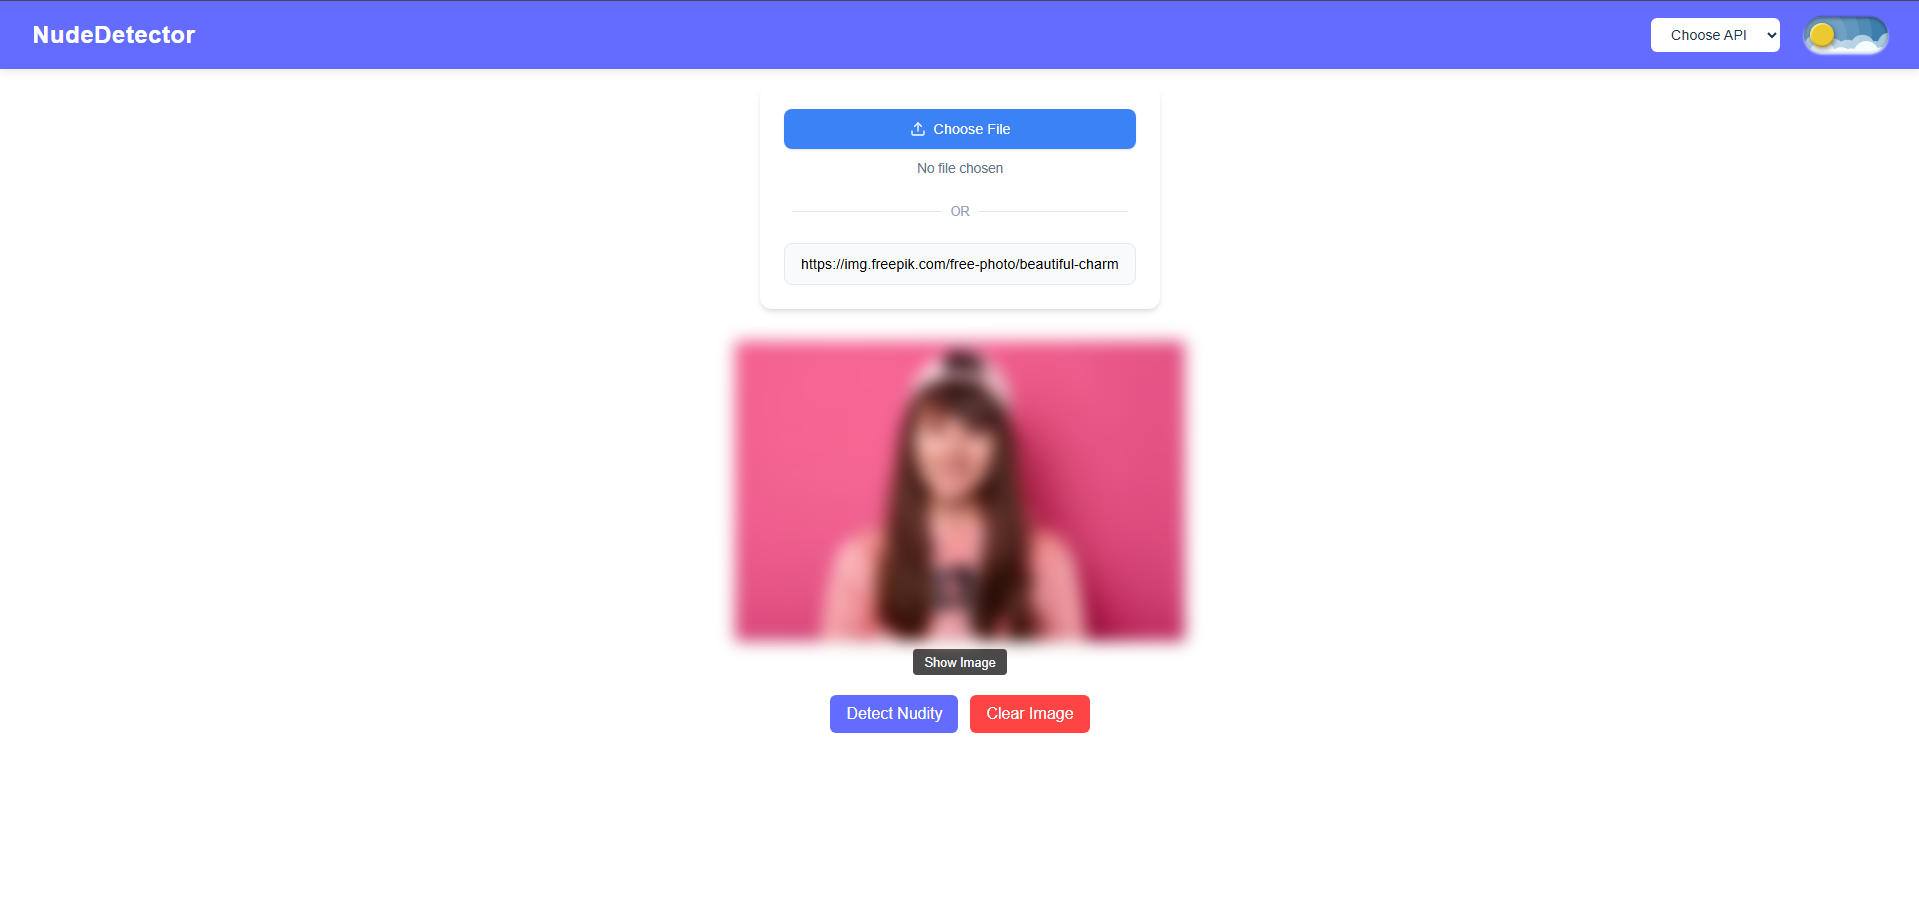 NudeDetector
Choose API
Choose File
No file chosen
OR
https://img.freepik.com/free-photo/beautiful-charm
Show Image
Detect Nudity
Clear Image